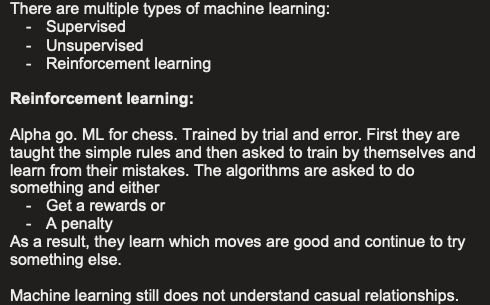 There are multiple types of machine learning:
- Supervised
- Unsupervised
- Reinforcement learning
Reinforcement learning:
Alpha go. ML for chess. Trained by trial and error. First they are
taught the simple rules and then asked to train by themselves and
learn from their mistakes. The algorithms are asked to do
something and either
- Get a rewards or
- A penalty
As a result, they learn which moves are good and continue to try
something else.
Machine learning still does not understand casual relationships.